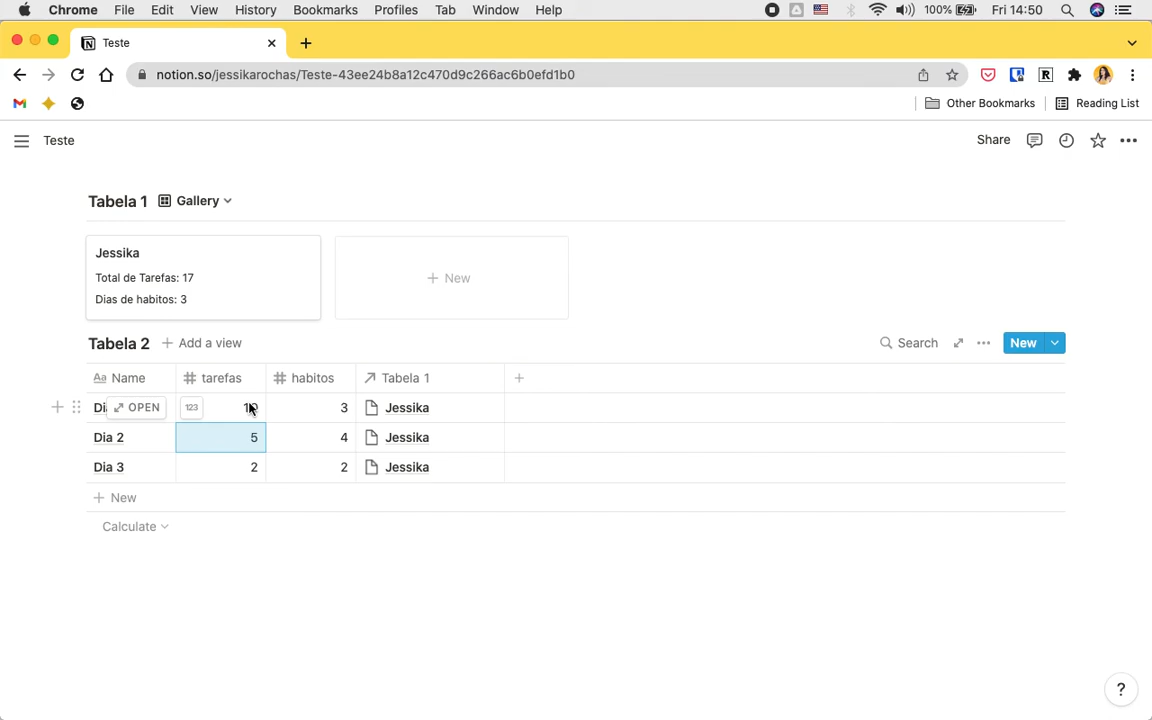 Chrome File Edit View History Bookmarks Profiles Tab Window Help 100% Fri 14:50
Teste
notion.so/jessikarochas/Teste-43ee24b8a12c470d9c266ac6b0efd1b0
Other Bookmarks Reading List
Teste Share
Tabela 1 Gallery
Jessika
Total de Tarefas: 17
Dias de habitos: 3
+ New
Tabela 2 + Add a view Search New
Aa Name # tarefas # habitos Tabela 1 +
OPEN 123 3 Jessika
Dia 2 5 4 Jessika
Dia 3 2 2 Jessika
+ New
Calculate
?